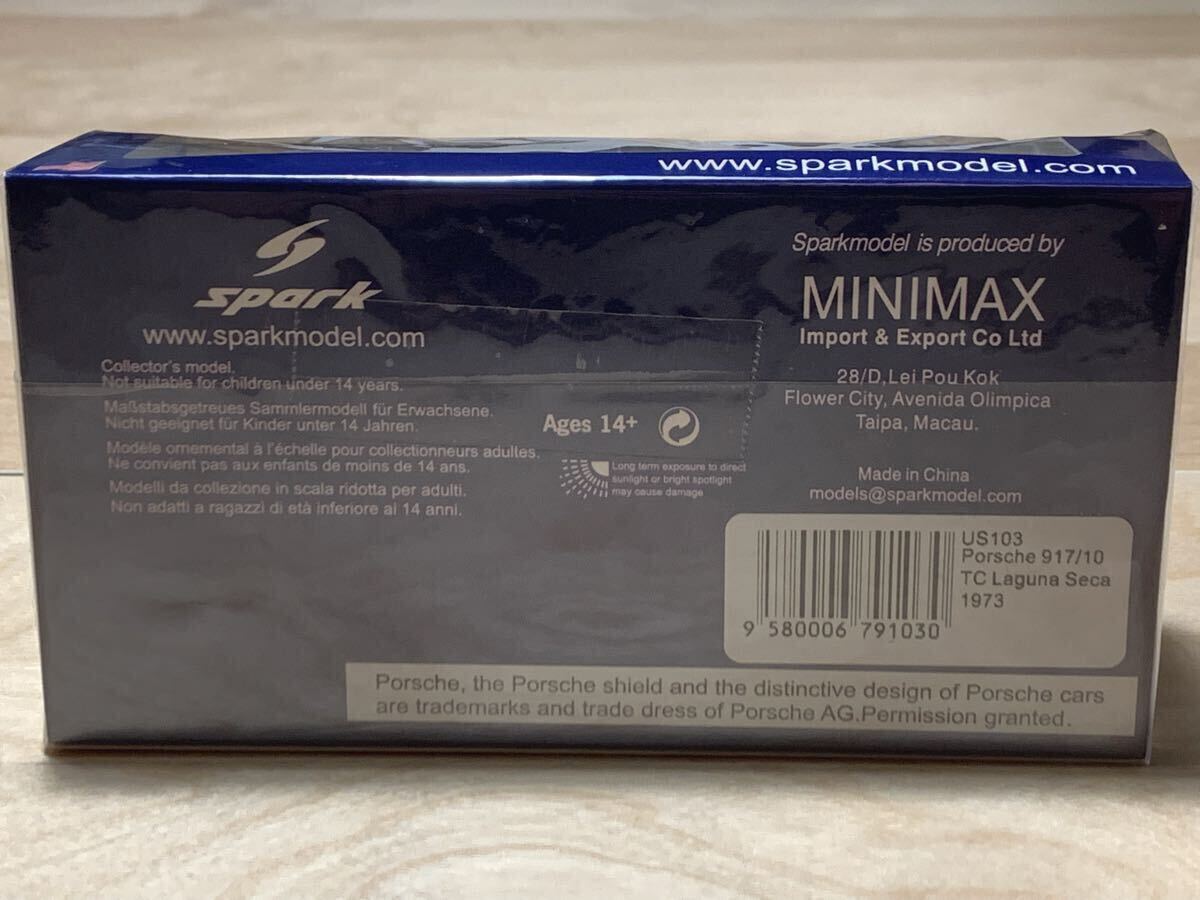 www.sparkmodel.com
spark
www.sparkmodel.com
Collector's model.
Not suitable for children under 14 years.
Maßstabsgetreues Sammlermodell für Erwachsene.
Nicht geeignet für Kinder unter 14 Jahren.
Modèle ornemental à l'échelle pour collectionneurs adultes.
Ne convient pas aux enfants de moins de 14 ans.
Modelli da collezione in scala ridotta per adulti.
Non adatti a ragazzi di età inferiore ai 14 anni.
Ages 14+
Long term exposure to direct
sunlight or bright spotlight
may cause damage
Sparkmodel is produced by
MINIMAX
Import & Export Co Ltd
28/D,Lei Pou Kok
Flower City, Avenida Olimpica
Taipa, Macau.
Made in China
models@sparkmodel.com
US103
Porsche 917/10
TC Laguna Seca
1973
9 580006 791030
Porsche, the Porsche shield and the distinctive design of Porsche cars
are trademarks and trade dress of Porsche AG.Permission granted.